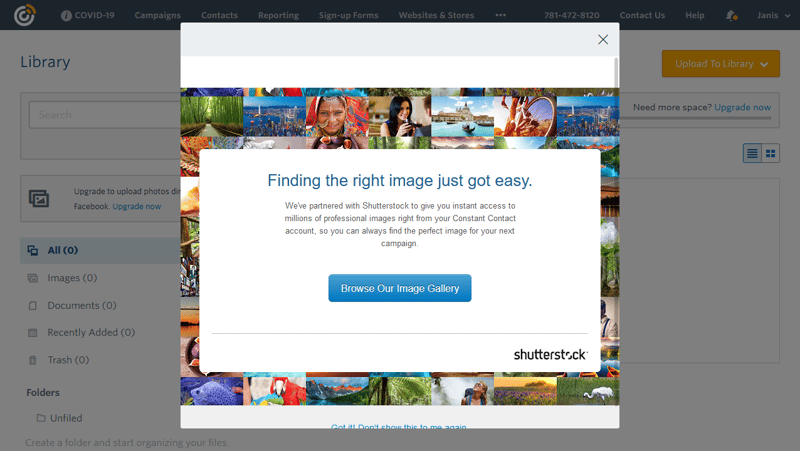 COVID-19 Campaigns Contacts Reporting Sign-up Forms Websites & Stores ••• 781-472-8120 Contact Us Help Janis
Library
Upload To Library
Search
Need more space? Upgrade now
Upgrade to upload photos
Facebook. Upgrade now
All (0)
Images (0)
Documents (0)
Recently Added (0)
Trash (0)
Folders
Unfiled
Create a folder and start organizing your files.
Finding the right image just got easy.
We've partnered with Shutterstock to give you instant access to
millions of professional images right from your Constant Contact
account, so you can always find the perfect image for your next
campaign.
Browse Our Image Gallery
shutterstock
Got it! Don't show this to me again